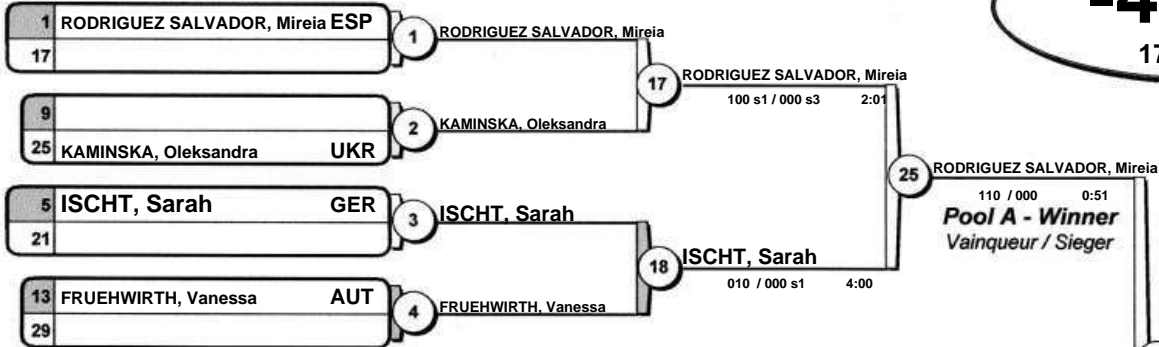 1 RODRIGUEZ SALVADOR, Mireia ESP
17
1 RODRIGUEZ SALVADOR, Mireia
9
25 KAMINSKA, Oleksandra UKR
2 KAMINSKA, Oleksandra
17 RODRIGUEZ SALVADOR, Mireia
100 s1 / 000 s3 2:01
5 ISCHT, Sarah GER
21
3 ISCHT, Sarah
13 FRUEHWIRTH, Vanessa AUT
29
4 FRUEHWIRTH, Vanessa
18 ISCHT, Sarah
010 / 000 s1 4:00
25 RODRIGUEZ SALVADOR, Mireia
110 / 000 0:51
Pool A - Winner
Vainqueur / Sieger
-4
17